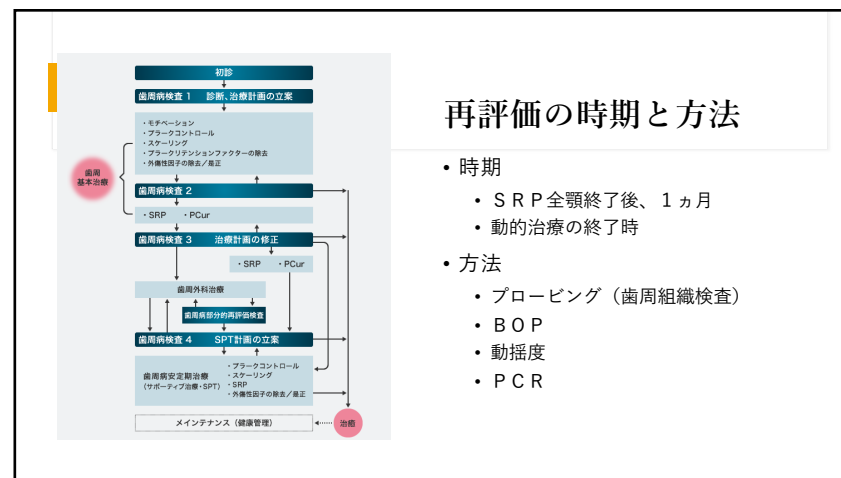 初診
歯周病検査 1 診断、治療計画の立案
・モチベーション
・プラークコントロール
・スケーリング
・プラークリテンションファクターの除去
・外傷性因子の除去/是正
歯周
基本治療
歯周病検査 2
・SRP ・PCur
歯周病検査 3 治療計画の修正
・SRP ・PCur
歯周外科治療
歯周病部分的再評価検査
歯周病検査 4 SPT計画の立案
歯周病安定期治療
(サポーティブ治療・SPT)
・プラークコントロール
・スケーリング
・SRP
・外傷性因子の除去/是正
メインテナンス(健康管理)
治癒
再評価の時期と方法
• 時期
• ＳＲＰ全顎終了後、１ヵ月
• 動的治療の終了時
• 方法
• プロービング（歯周組織検査）
• ＢＯＰ
• 動揺度
• ＰＣＲ